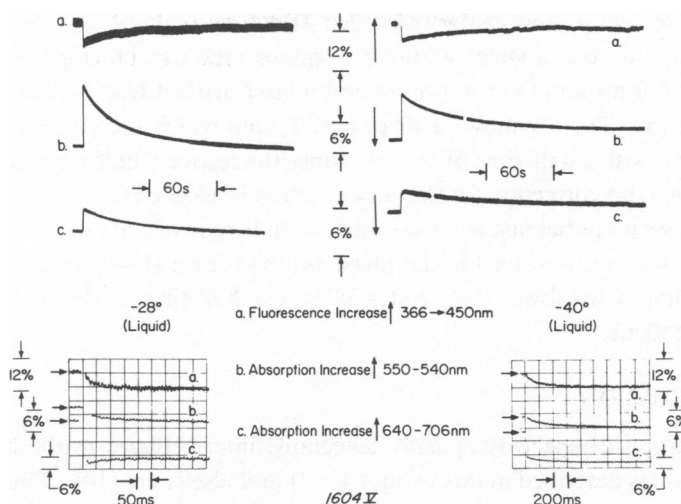 a.
12%
a.
b.
6%
b.
60s
60s
c.
6%
c.
-28°
(Liquid)
a. Fluorescence Increase 366 → 450nm
-40°
(Liquid)
12%
a.
b. Absorption Increase 550-540nm
a.
12%
6%
b.
b.
6%
c.
c. Absorption Increase 640-706nm
c.
6%
50ms
1604 V
200ms
6%